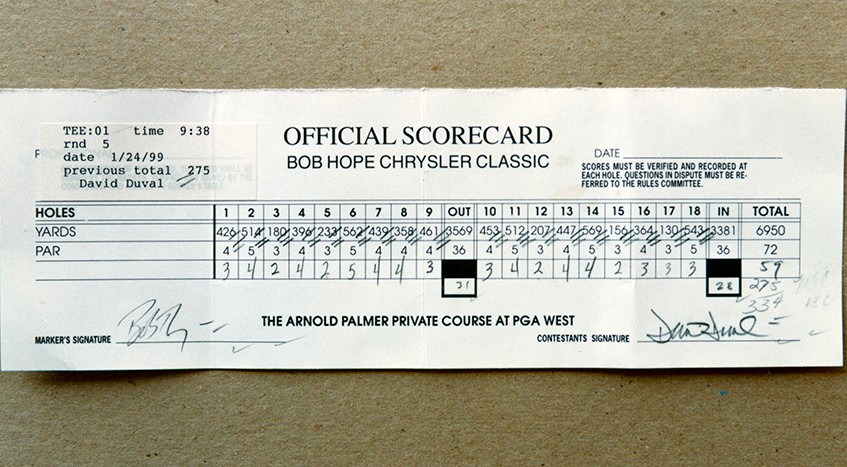 TEE:01 time 9:38
rnd 5
date 1/24/99
previous total 275
David Duval
OFFICIAL SCORECARD
BOB HOPE CHRYSLER CLASSIC
DATE
SCORES MUST BE VERIFIED AND RECORDED AT
EACH HOLE. QUESTIONS IN DISPUTE MUST BE RE-
FERRED TO THE RULES COMMITTEE.
HOLES 1 2 3 4 5 6 7 8 9 OUT 10 11 12 13 14 15 16 17 18 IN TOTAL
YARDS 426 514 180 396 233 562 439 358 461 3569 453 512 207 447 569 156 364 130 543 3381 6950
PAR 4 5 3 4 3 5 4 4 4 36 4 5 3 4 5 3 4 3 5 36 72
3 4 2 4 2 5 4 4 3 3 4 2 4 4 2 3 3 3 59
31 28 275
334
THE ARNOLD PALMER PRIVATE COURSE AT PGA WEST
MARKER'S SIGNATURE
CONTESTANTS SIGNATURE David Duval